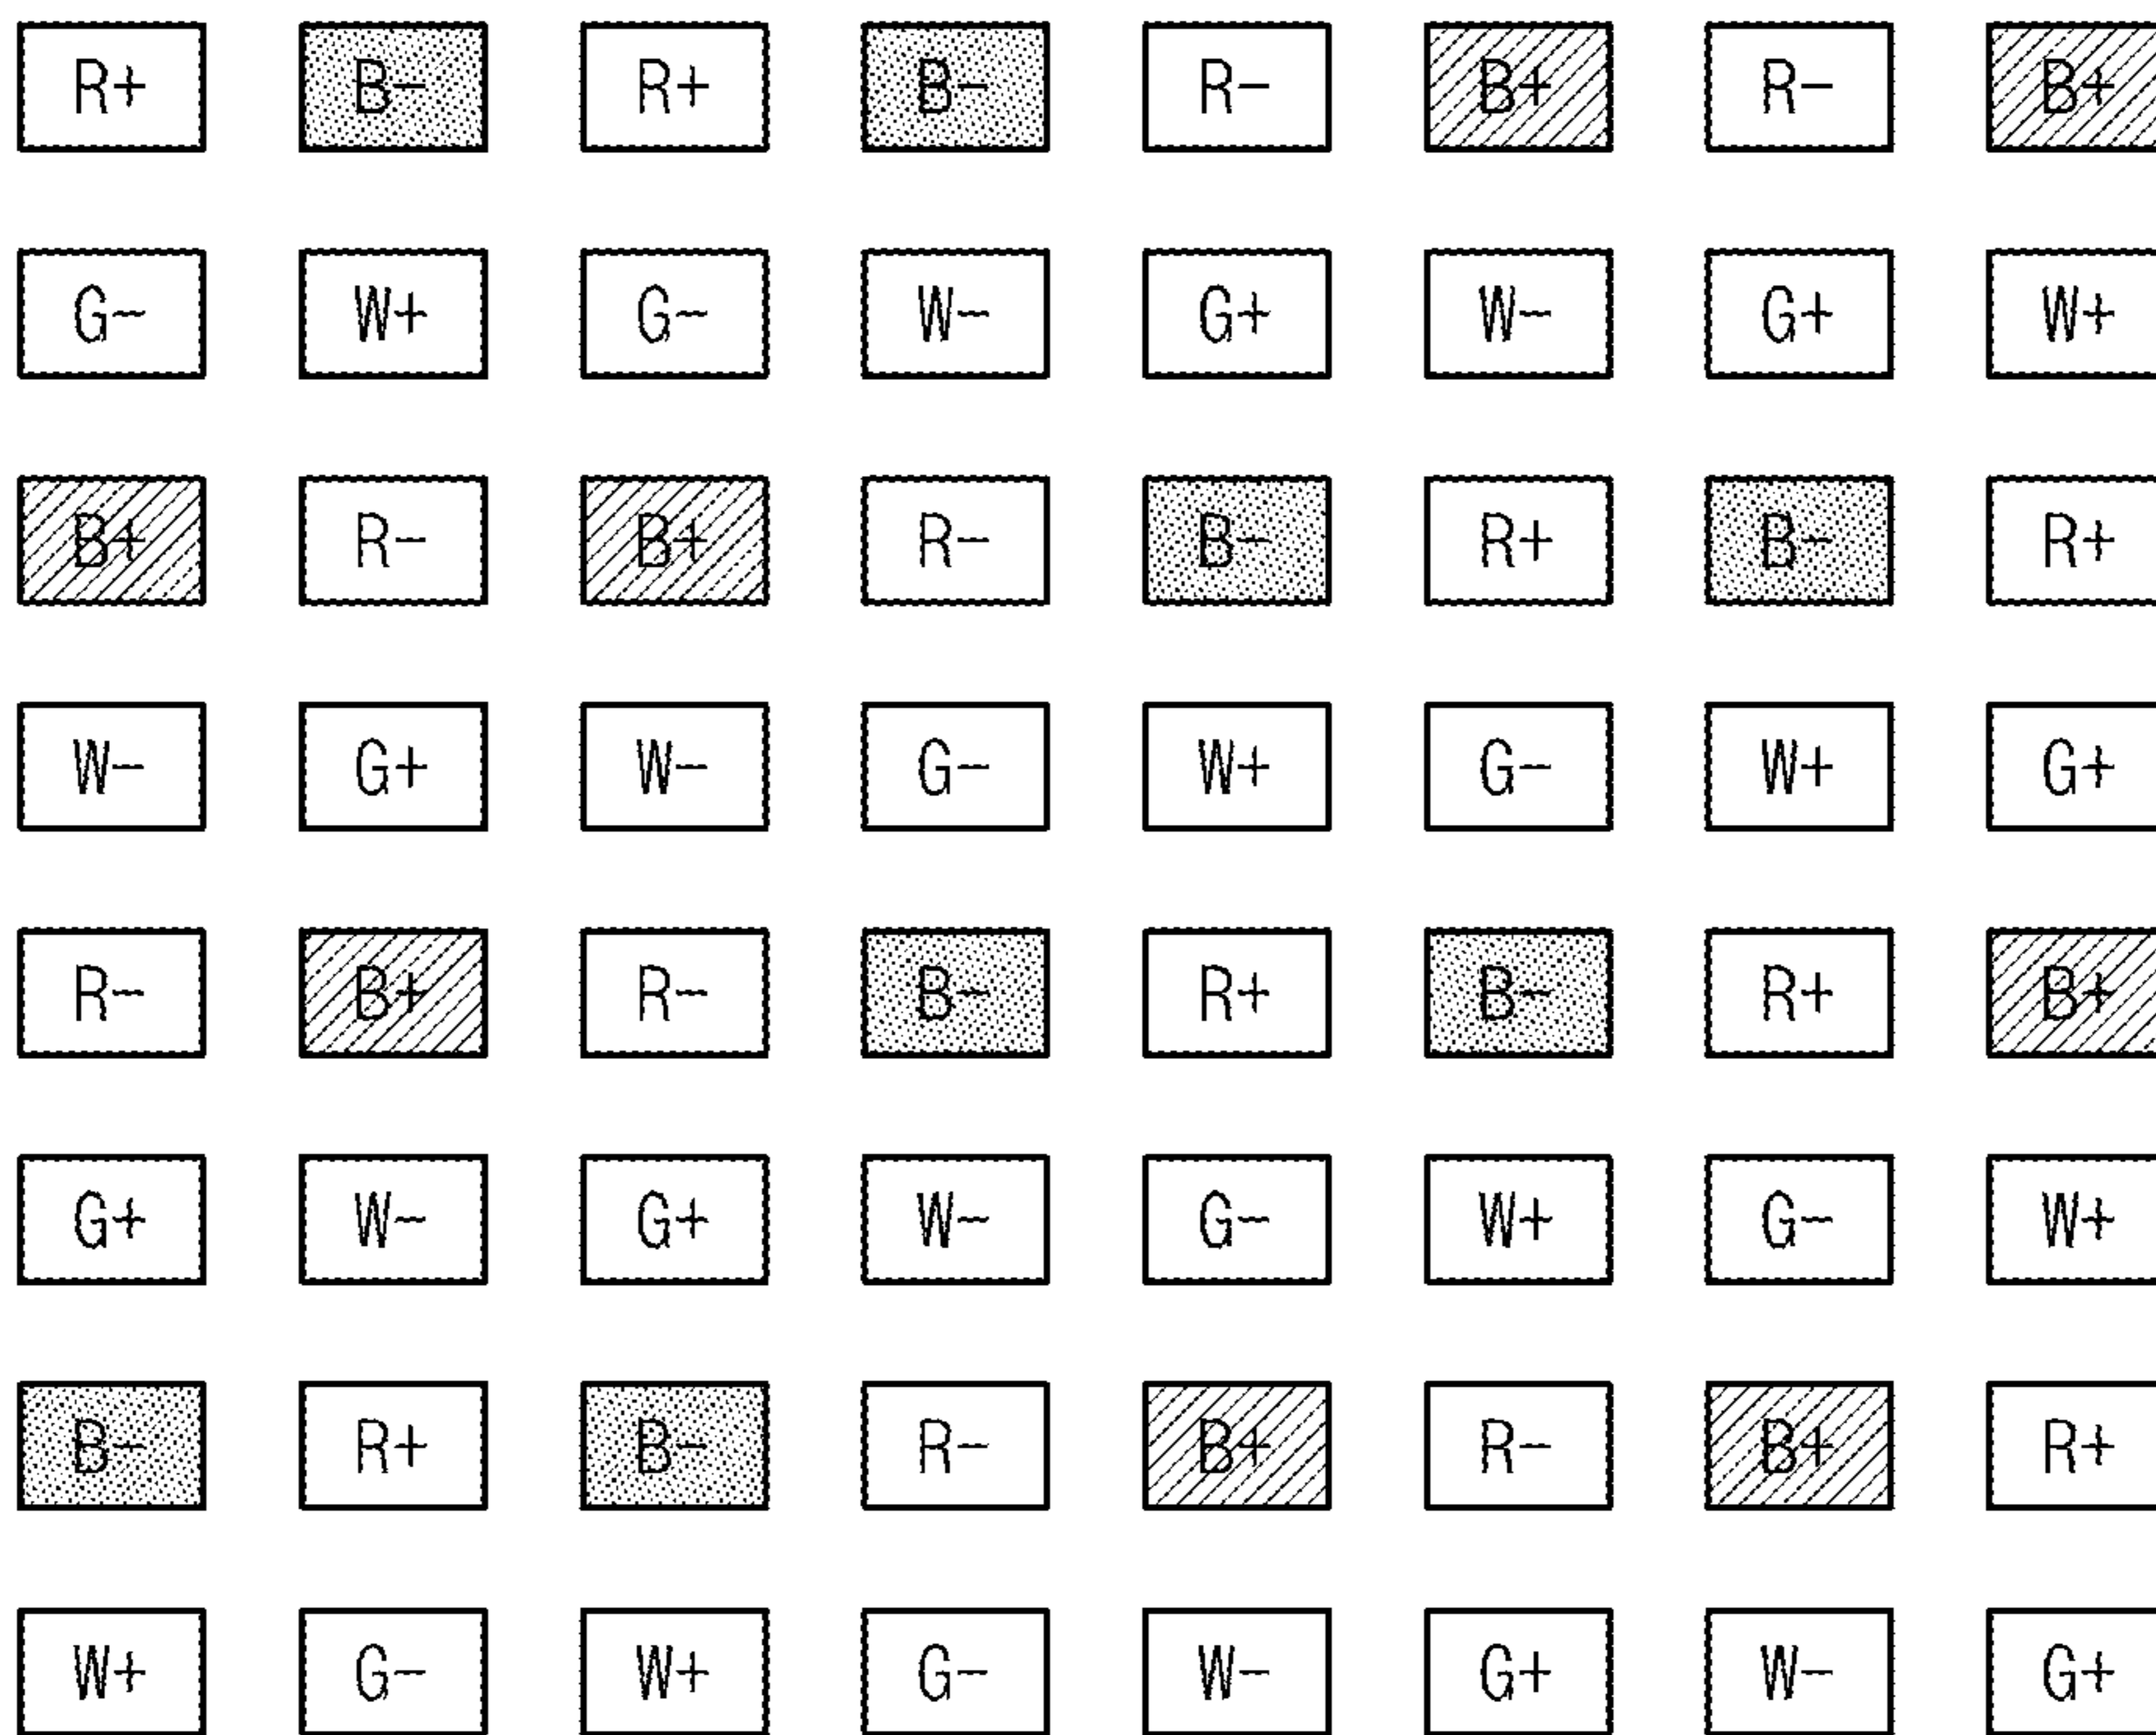 R+ B- R+ B- R- B+ R- B+
G- W+ G- W- G+ W- G+ W+
B+ R- B+ R- B- R+ B- R+
W- G+ W- G- W+ G- W+ G+
R- B+ R- B- R+ B- R+ B+
G+ W- G+ W- G- W+ G- W+
B- R+ B- R- B+ R- B+ R+
W+ G- W+ G- W- G+ W- G+